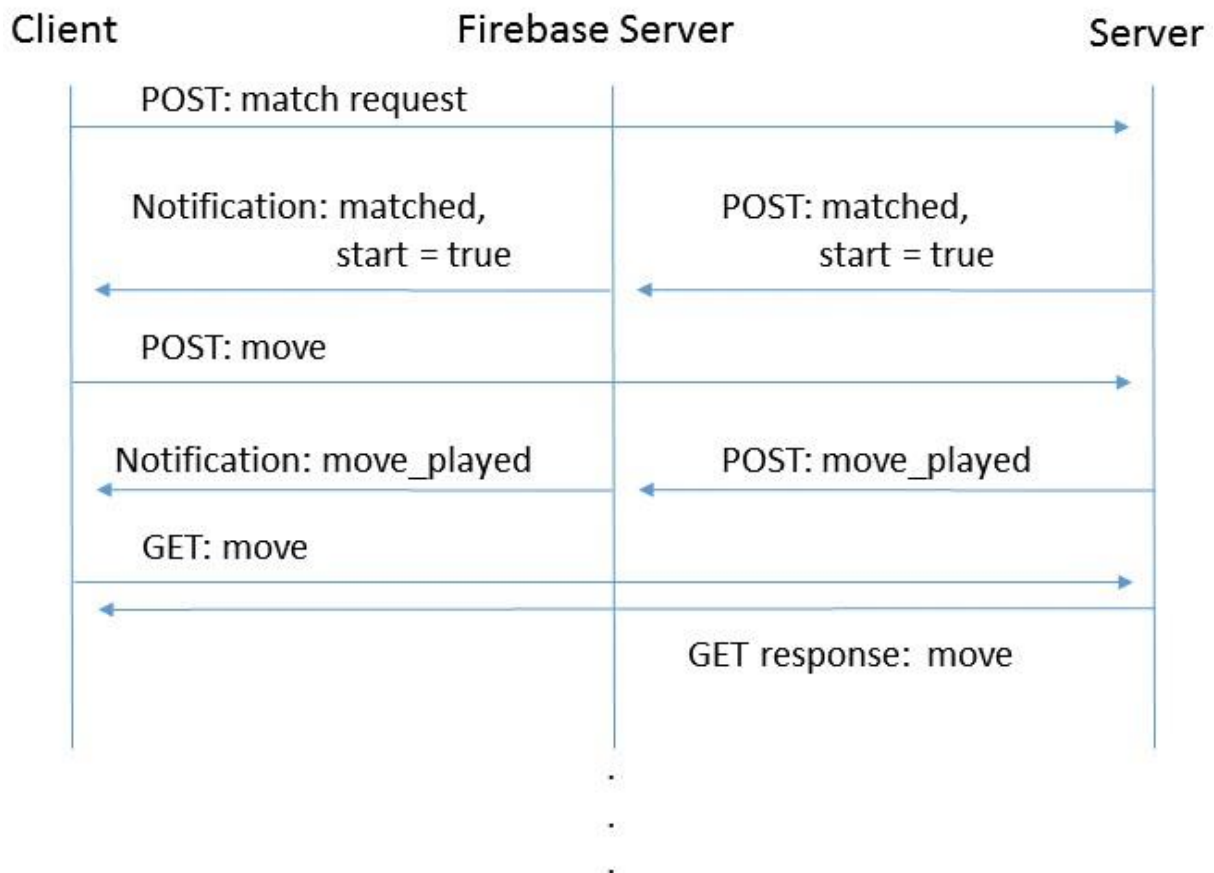 Client Firebase Server Server
POST: match request
Notification: matched, POST: matched,
start = true start = true
POST: move
Notification: move_played POST: move_played
GET: move
GET response: move
.
.
.